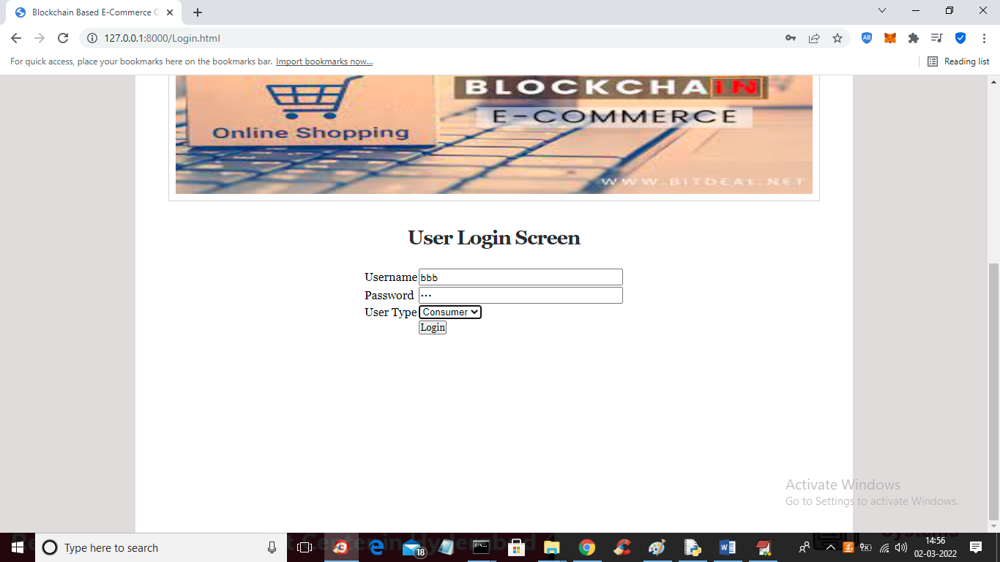 Blockchain Based E-Commerce
127.0.0.1:8000/Login.html
AB
For quick access, place your bookmarks here on the bookmarks bar. Import bookmarks now...
Reading list
Online Shopping
BLOCKCHAIN
E-COMMERCE
WWW.BITDEAL.NET
User Login Screen
Username bbb
Password •••
User Type Consumer
Login
Activate Windows
Go to Settings to activate Windows.
Type here to search
18
Systems
14:56
02-03-2022